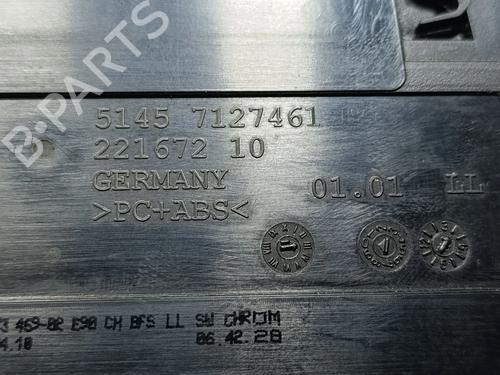 B-PARTS
5145 7127461
221672 10
GERMANY 01.01 LL
>PC+ABS<
3 469-02 E90 CH BFS LL SW CHROM
4.10 06.42.28